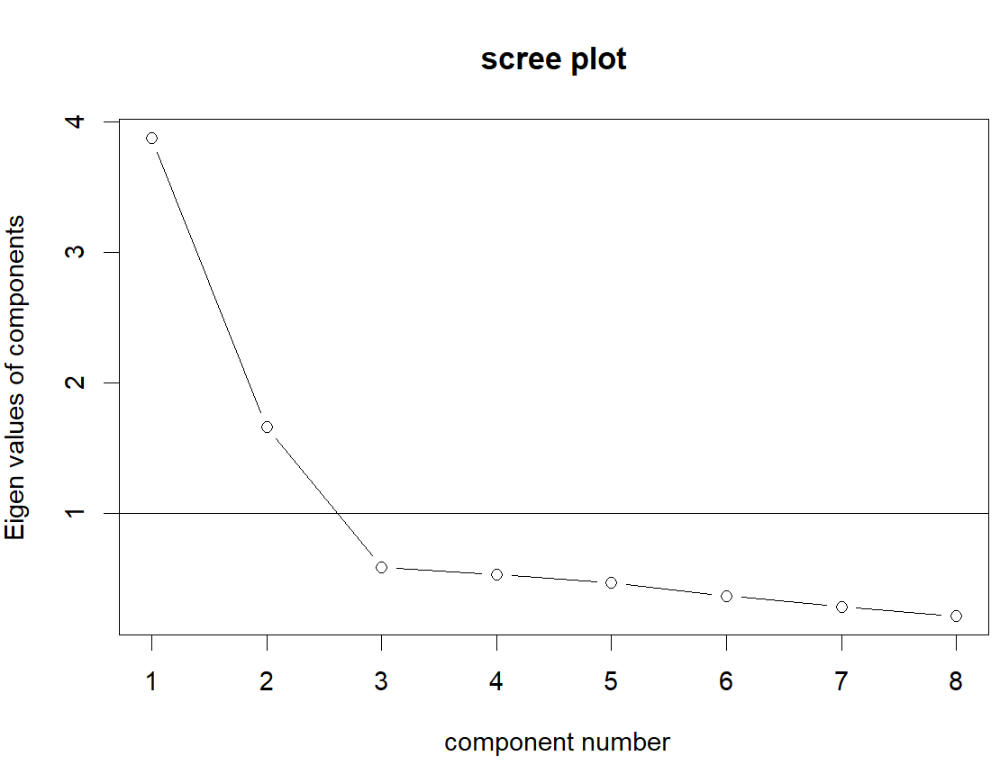 scree plot
Eigen values of components
4
3
2
1
1 2 3 4 5 6 7 8
component number